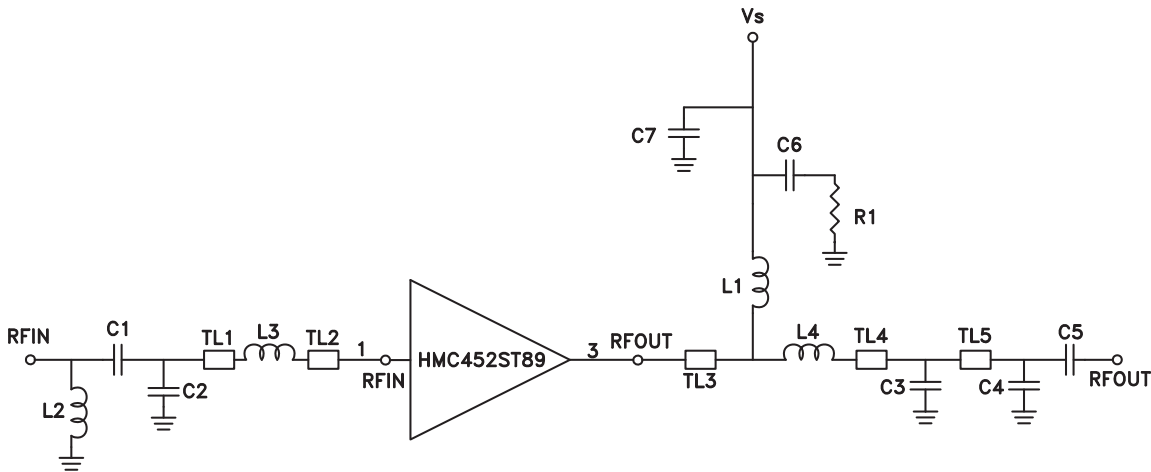 Vs
C7
C6
R1
L1
RFIN
C1
TL1
L3
TL2
1
RFIN
HMC452ST89
3
RFOUT
TL3
L4
TL4
TL5
C5
L2
C2
C3
C4
RFOUT